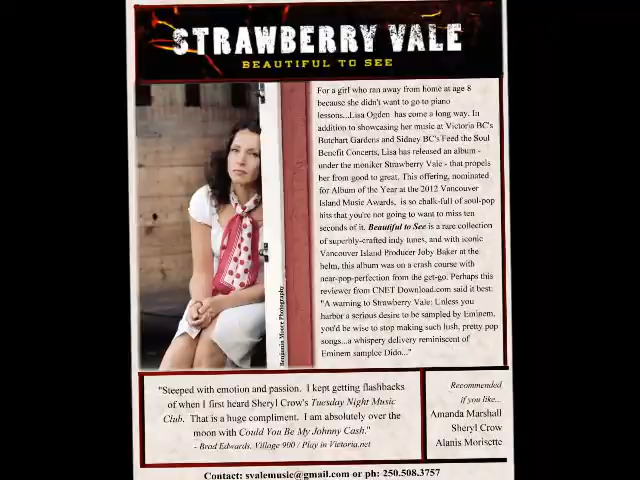 STRAWBERRY VALE
BEAUTIFUL TO SEE
For a girl who ran away from home at age 8
because she didn't want to go to piano
lessons...Lisa Ogden has come a long way. In
addition to showcasing her music at Victoria BC's
Butchart Gardens and Sidney BC's Feed the Soul
Benefit Concerts, Lisa has released an album -
under the moniker Strawberry Vale - that propels
her from good to great. This offering, nominated
for Album of the Year at the 2012 Vancouver
Island Music Awards, is so chalk-full of soul-pop
hits that you're not going to want to miss ten
seconds of it. Beautiful to See is a rare collection
of superbly-crafted indy tunes, and with iconic
Vancouver Island Producer Joby Baker at the
helm, this album was on a crash course with
near-pop-perfection from the get-go. Perhaps this
reviewer from CNET Download.com said it best:
"A warning to Strawberry Vale: Unless you
harbor a serious desire to be sampled by Eminem,
you'd be wise to stop making such lush, pretty pop
songs...a whispery delivery reminiscent of
Eminem samplee Dido..."
Benjamin Moore Photography
"Steeped with emotion and passion. I kept getting flashbacks
of when I first heard Sheryl Crow's Tuesday Night Music
Club. That is a huge compliment. I am absolutely over the
moon with Could You Be My Johnny Cash."
- Brad Edwards, Village 900 / Play in Victoria.net
Recommended
if you like...
Amanda Marshall
Sheryl Crow
Alanis Morisette
Contact: svalemusic@gmail.com or ph: 250.508.3757